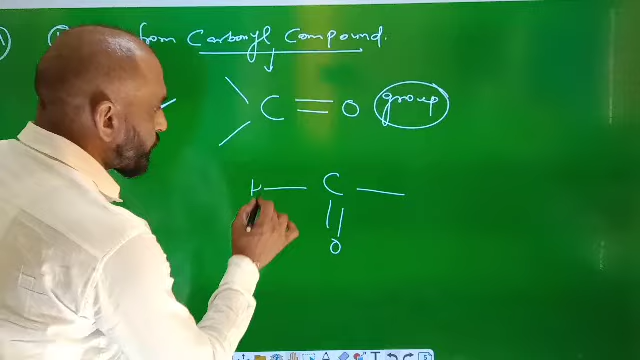 from Carbonyl Compound.
C = O group
H — C —
||
O